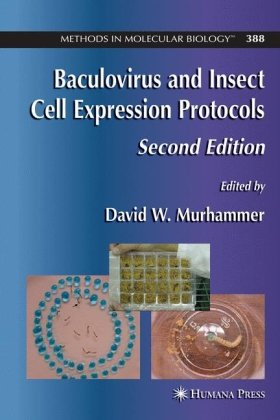 METHODS IN MOLECULAR BIOLOGY™ 388
Baculovirus and Insect
Cell Expression Protocols
Second Edition
Edited by
David W. Murhammer
HUMANA PRESS